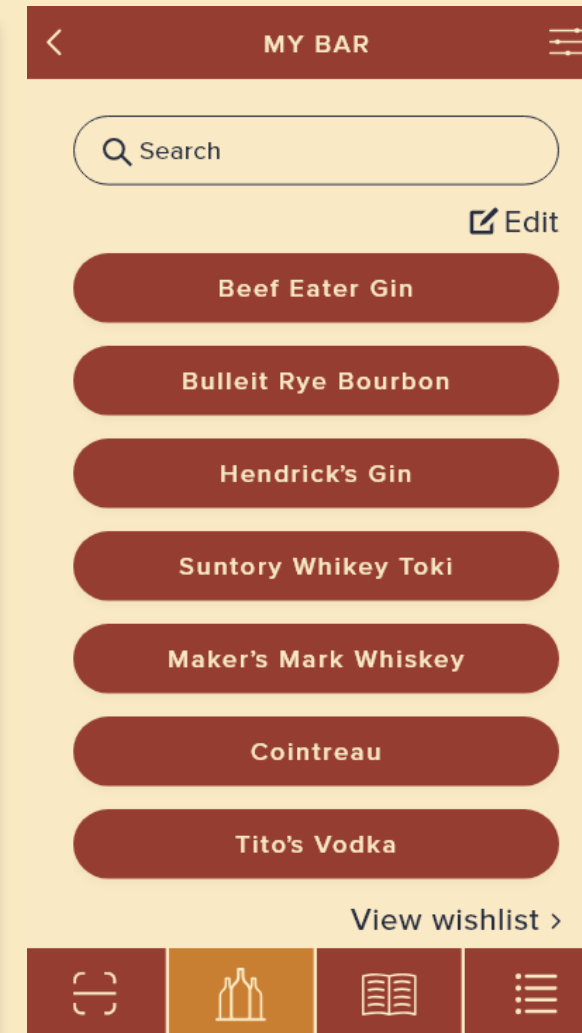 MY BAR
Search
Edit
Beef Eater Gin
Bulleit Rye Bourbon
Hendrick’s Gin
Suntory Whikey Toki
Maker’s Mark Whiskey
Cointreau
Tito’s Vodka
View wishlist >